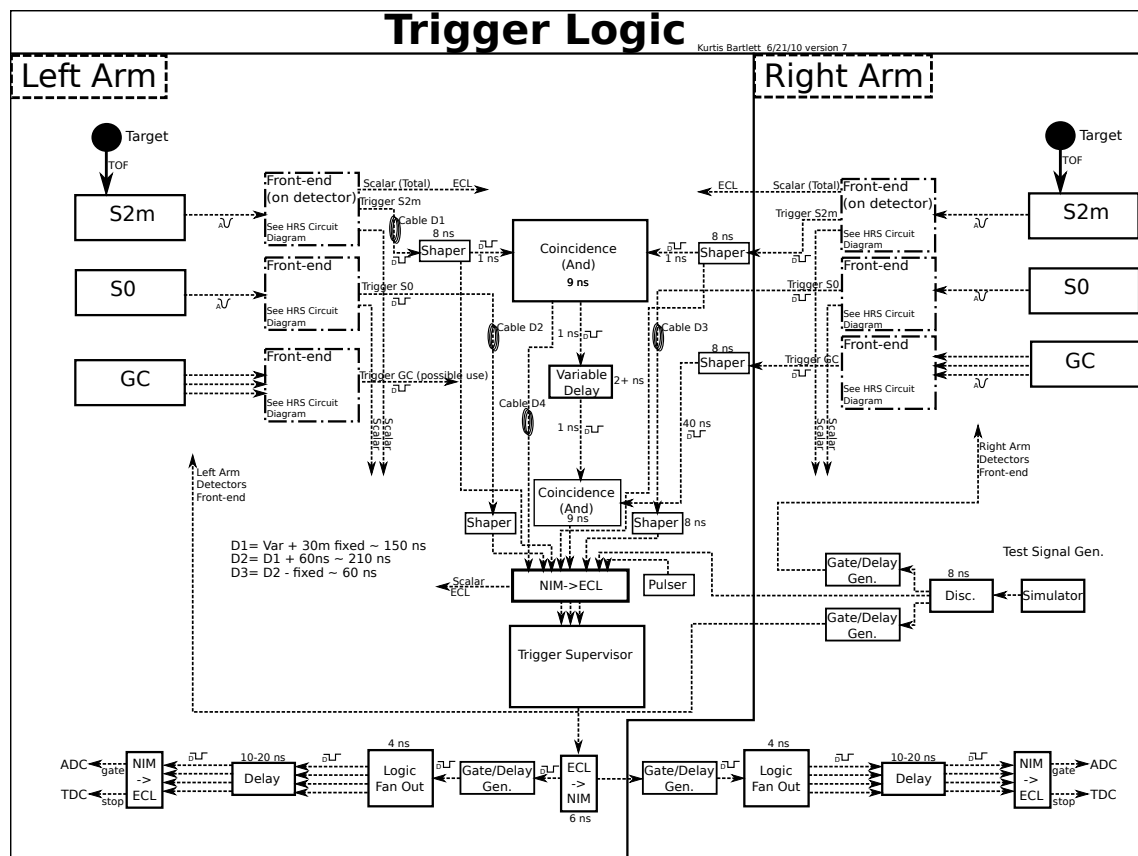 Trigger Logic
Kurtis Bartlett 6/21/10 version 7
Left Arm
Right Arm
Target
TOF
S2m
A
Front-end
(on detector)
See HRS Circuit
Diagram
Scalar (Total)
ECL
Trigger S2m
Cable D1
D
8 ns
Shaper
D
1 ns
Coincidence
(And)
9 ns
D
1 ns
8 ns
Shaper
D
ECL
Scalar (Total)
Trigger S2m
Front-end
(on detector)
See HRS Circuit
Diagram
A
Target
TOF
S2m
S0
A
Front-end
See HRS Circuit
Diagram
Trigger S0
D
Cable D2
1 ns
D
Cable D3
Trigger S0
D
Front-end
See HRS Circuit
Diagram
A
S0
GC
Front-end
See HRS Circuit
Diagram
Trigger GC (possible use)
D
Variable
Delay
2+ ns
8 ns
Shaper
Trigger GC
D
Front-end
See HRS Circuit
Diagram
A
GC
Scalar
Scalar
Cable D4
1 ns
D
40 ns
D
Scalar
Scalar
Left Arm
Detectors
Front-end
Right Arm
Detectors
Front-end
Coincidence
(And)
9 ns
Shaper
Shaper
8 ns
D1= Var + 30m fixed ~ 150 ns
D2= D1 + 60ns ~ 210 ns
D3= D2 - fixed ~ 60 ns
Scalar
ECL
NIM->ECL
Pulser
Gate/Delay
Gen.
Test Signal Gen.
8 ns
Disc.
Simulator
Gate/Delay
Gen.
Trigger Supervisor
ADC
gate
TDC
stop
NIM
->
ECL
D
10-20 ns
Delay
D
4 ns
Logic
Fan Out
D
Gate/Delay
Gen.
D
ECL
->
NIM
6 ns
Gate/Delay
Gen.
D
4 ns
Logic
Fan Out
D
10-20 ns
Delay
D
NIM
->
ECL
gate
ADC
stop
TDC